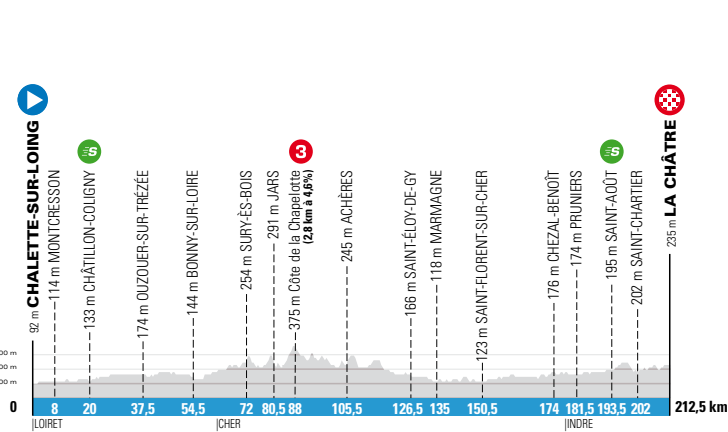 92 m CHALETTE-SUR-LOING
114 m MONTCRESSON
S
133 m CHÂTILLON-COLIGNY
174 m OUZOUER-SUR-TRÉZÉE
144 m BONNY-SUR-LOIRE
254 m SURY-ÈS-BOIS
291 m JARS
3
375 m Côte de la Chapelotte
(2,8 km à 4,6%)
245 m ACHÈRES
166 m SAINT-ÉLOY-DE-GY
118 m MARMAGNE
123 m SAINT-FLORENT-SUR-CHER
176 m CHEZAL-BENOÎT
174 m PRUNIERS
S
195 m SAINT-AOÛT
202 m SAINT-CHARTIER
235 m LA CHÂTRE
00 m
00 m
00 m
0 8 20 37,5 54,5 72 80,5 88 105,5 126,5 135 150,5 174 181,5 193,5 202 212,5 km
|LOIRET |CHER |INDRE